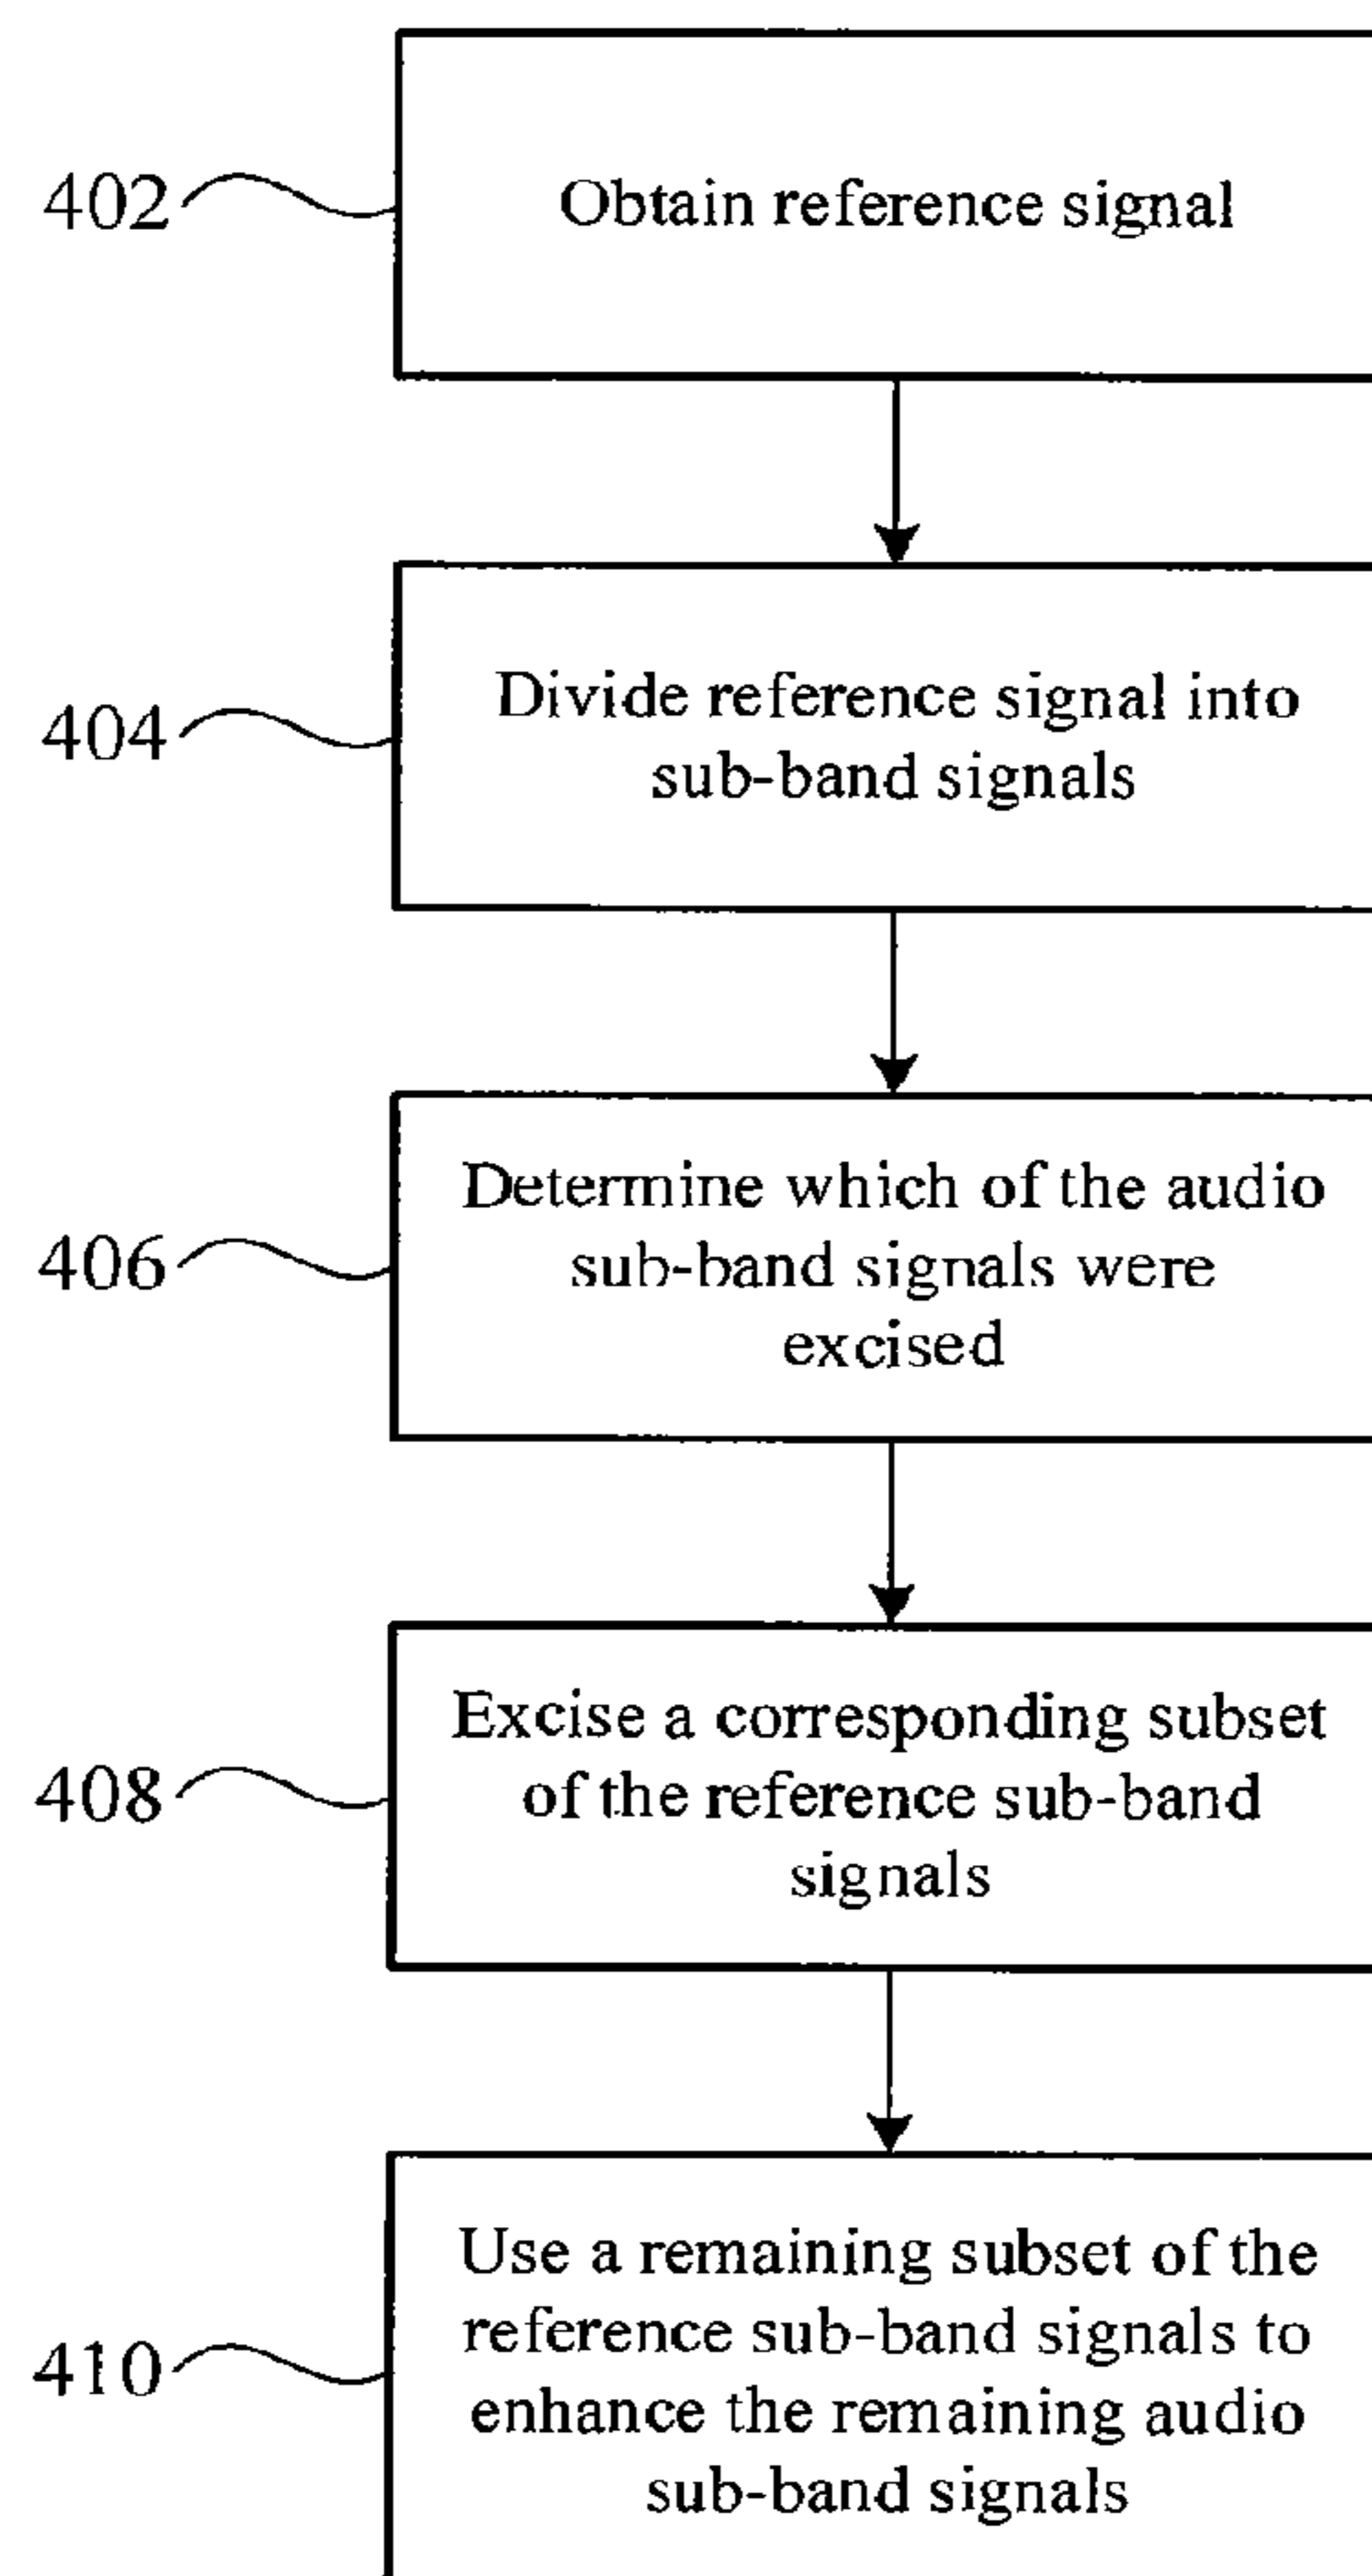 402
Obtain reference signal
404
Divide reference signal into
sub-band signals
406
Determine which of the audio
sub-band signals were
excised
408
Excise a corresponding subset
of the reference sub-band
signals
410
Use a remaining subset of the
reference sub-band signals to
enhance the remaining audio
sub-band signals